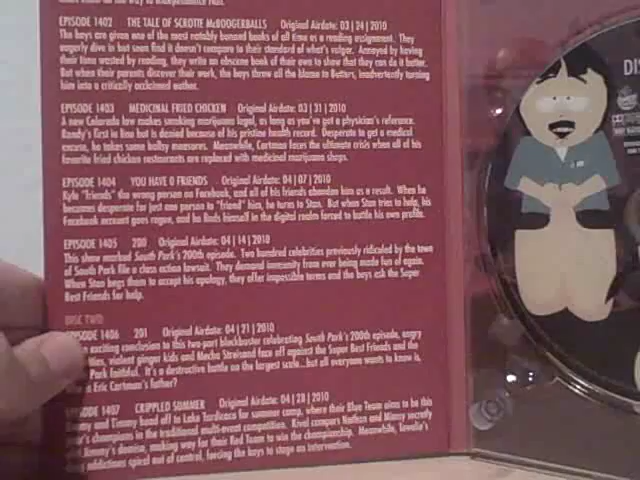 EPISODE 1402 THE TALE OF SCROTIE McBOOGERBALLS Original Airdate: 03 | 24 | 2010
The boys are given one of the most notably banned books of all time as a reading assignment. They
eagerly dive in but soon find it doesn't compare to their standard of what's vulgar. Annoyed by having
their time wasted by reading, they write an obscene book of their own to show that they can do it better.
But when their parents discover their work, the boys throw all the blame to Butters, inadvertently turning
him into a critically acclaimed author.
EPISODE 1403 MEDICINAL FRIED CHICKEN Original Airdate: 03 | 31 | 2010
A new Colorado law makes smoking marijuana legal, as long as you've got a physician's reference.
Randy's first in line but is denied because of his pristine health record. Desperate to get a medical
excuse, he takes some ballsy measures. Meanwhile, Cartman faces the ultimate crisis when all of his
favorite fried chicken restaurants are replaced with medicinal marijuana shops.
EPISODE 1404 YOU HAVE 0 FRIENDS Original Airdate: 04 | 07 | 2010
Kyle "friends" the wrong person on Facebook, and all of his friends abandon him as a result. When he
becomes desperate for just one person to "friend" him, he turns to Stan. But when Stan tries to help, his
Facebook account goes rogue, and he finds himself in the digital realm forced to battle his own profile.
EPISODE 1405 200 Original Airdate: 04 | 14 | 2010
This show marked South Park's 200th episode. Two hundred celebrities previously ridiculed by the town
of South Park file a class action lawsuit. They demand immunity from ever being made fun of again.
When Stan begs them to accept his apology, they offer impossible terms and the boys ask the Super
Best Friends for help.
DISC TWO
EPISODE 1406 201 Original Airdate: 04 | 21 | 2010
exciting conclusion to this two-part blockbuster celebrating South Park's 200th episode, angry
violent ginger kids and Mecha Streisand face off against the Super Best Friends and the
Park faithful. It's a destructive battle on the largest scale...but all everyone wants to know is,
Eric Cartman's father?
EPISODE 1407 CRIPPLED SUMMER Original Airdate: 04 | 28 | 2010
and Timmy head off to Lake Tardicaca for summer camp, where their Blue Team aims to be this
champions in the traditional multi-event competitions. Rival campers Nathan and Mimsy secretly
Jimmy's demise, making way for their Red Team to win the championship. Meanwhile, Towelie's
addictions spiral out of control, forcing the boys to stage an intervention.